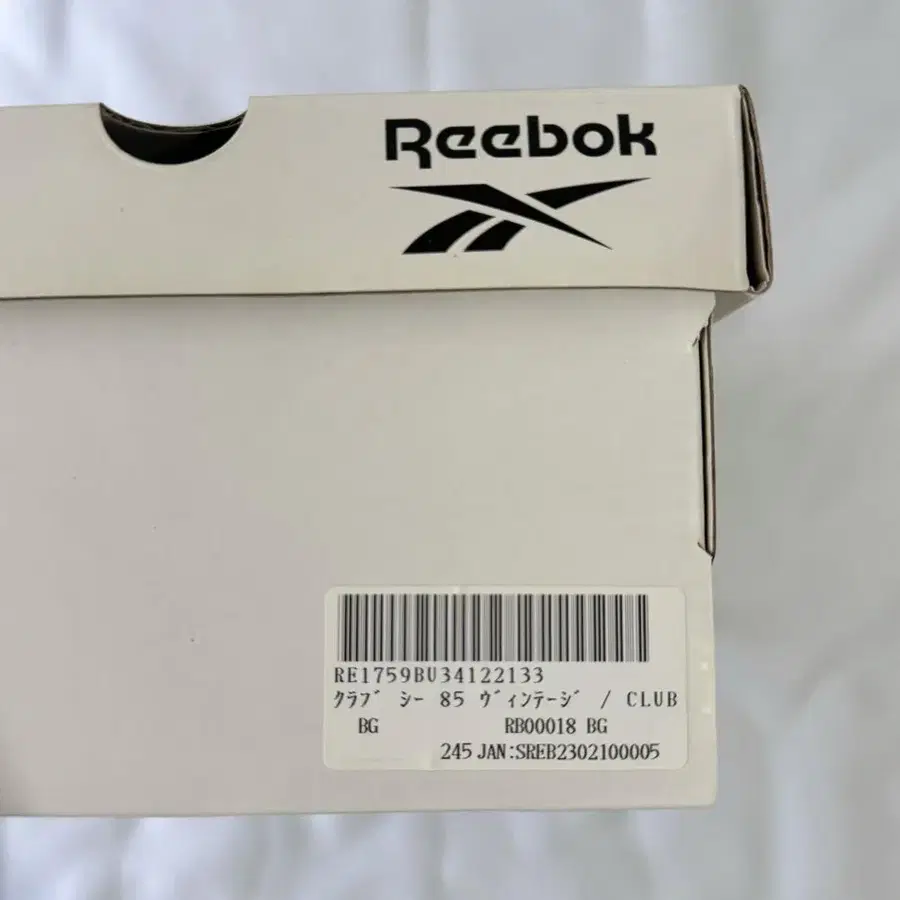 Reebok
RE1759BU34122133
ｸﾗﾌﾞ ｼｰ 85 ｳﾞｨﾝﾃｰｼﾞ / CLUB
BG RB00018 BG
245 JAN:SREB2302100005